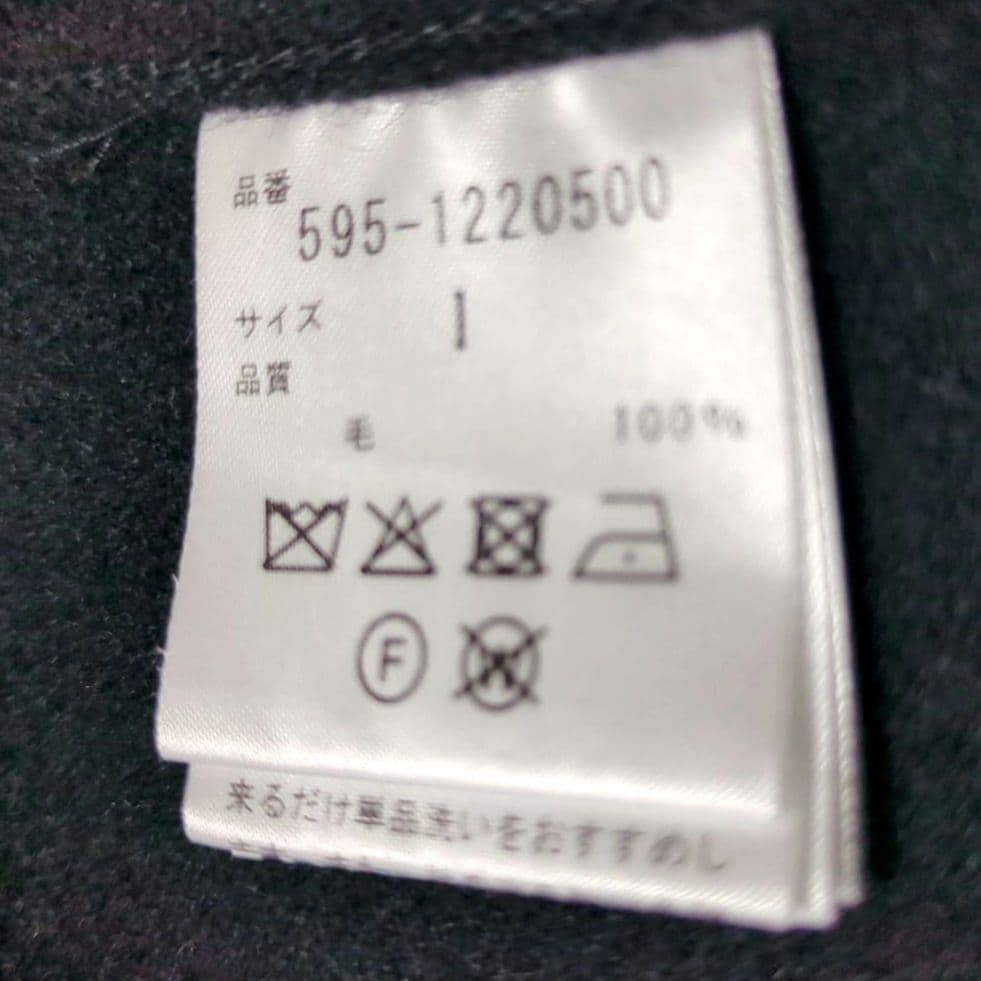 品番
595-1220500
サイズ 1
品質
毛 100%
F
W
来るだけ単品洗いをおすすめし